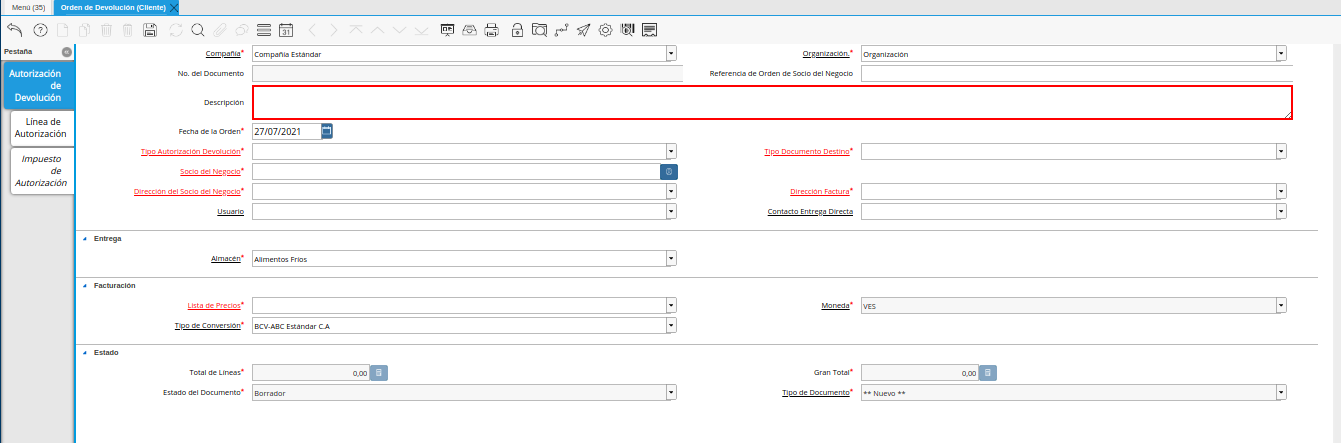 Menú (35) Orden de Devolución (Cliente)
31
Pestaña
Autorización
de
Devolución
Línea de
Autorización
Impuesto
de
Autorización
Compañía* Compañía Estándar Organización.* Organización
No. del Documento Referencia de Orden de Socio del Negocio
Descripción
Fecha de la Orden* 27/07/2021
Tipo Autorización Devolución* Tipo Documento Destino*
Socio del Negocio*
Dirección del Socio del Negocio* Dirección Factura*
Usuario Contacto Entrega Directa
Entrega
Almacén* Alimentos Fríos
Facturación
Lista de Precios* Moneda* VES
Tipo de Conversión* BCV-ABC Estándar C.A
Estado
Total de Líneas* 0,00 Gran Total* 0,00
Estado del Documento* Borrador Tipo de Documento* ** Nuevo **